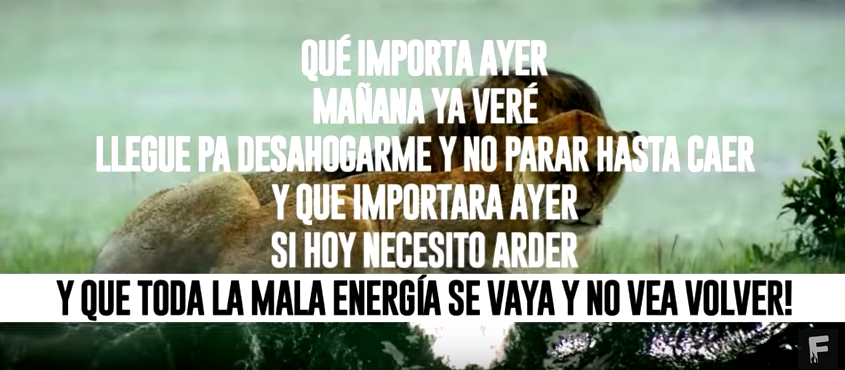 QUÉ IMPORTA AYER
MAÑANA YA VERÉ
LLEGUE PA DESAHOGARME Y NO PARAR HASTA CAER
Y QUE IMPORTARA AYER
SI HOY NECESITO ARDER
Y QUE TODA LA MALA ENERGÍA SE VAYA Y NO VEA VOLVER!
F